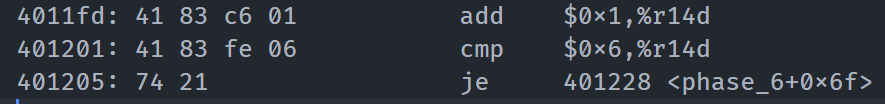 4011fd: 41 83 c6 01 add $0x1,%r14d
401201: 41 83 fe 06 cmp $0x6,%r14d
401205: 74 21 je 401228 <phase_6+0x6f>